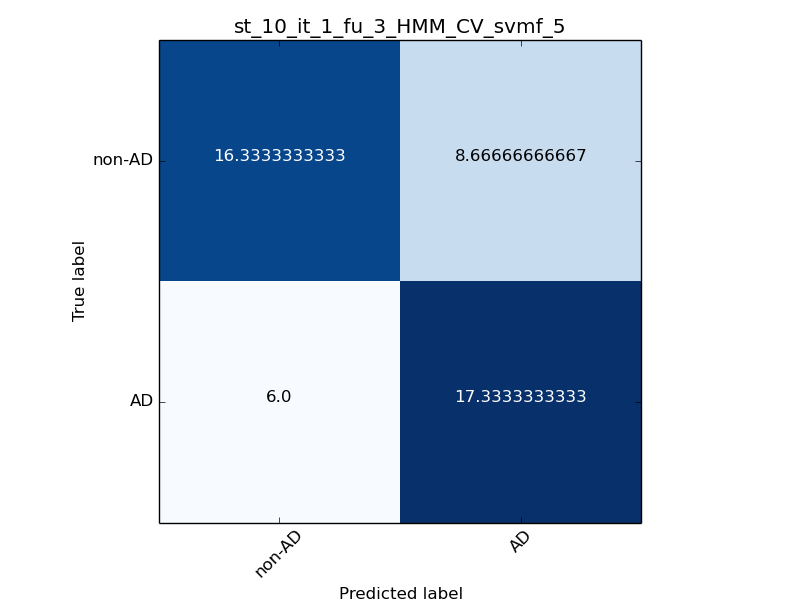 st_10_it_1_fu_3_HMM_CV_svmf_5
non-AD
16.3333333333
8.66666666667
True label
AD
6.0
17.3333333333
non-AD
AD
Predicted label